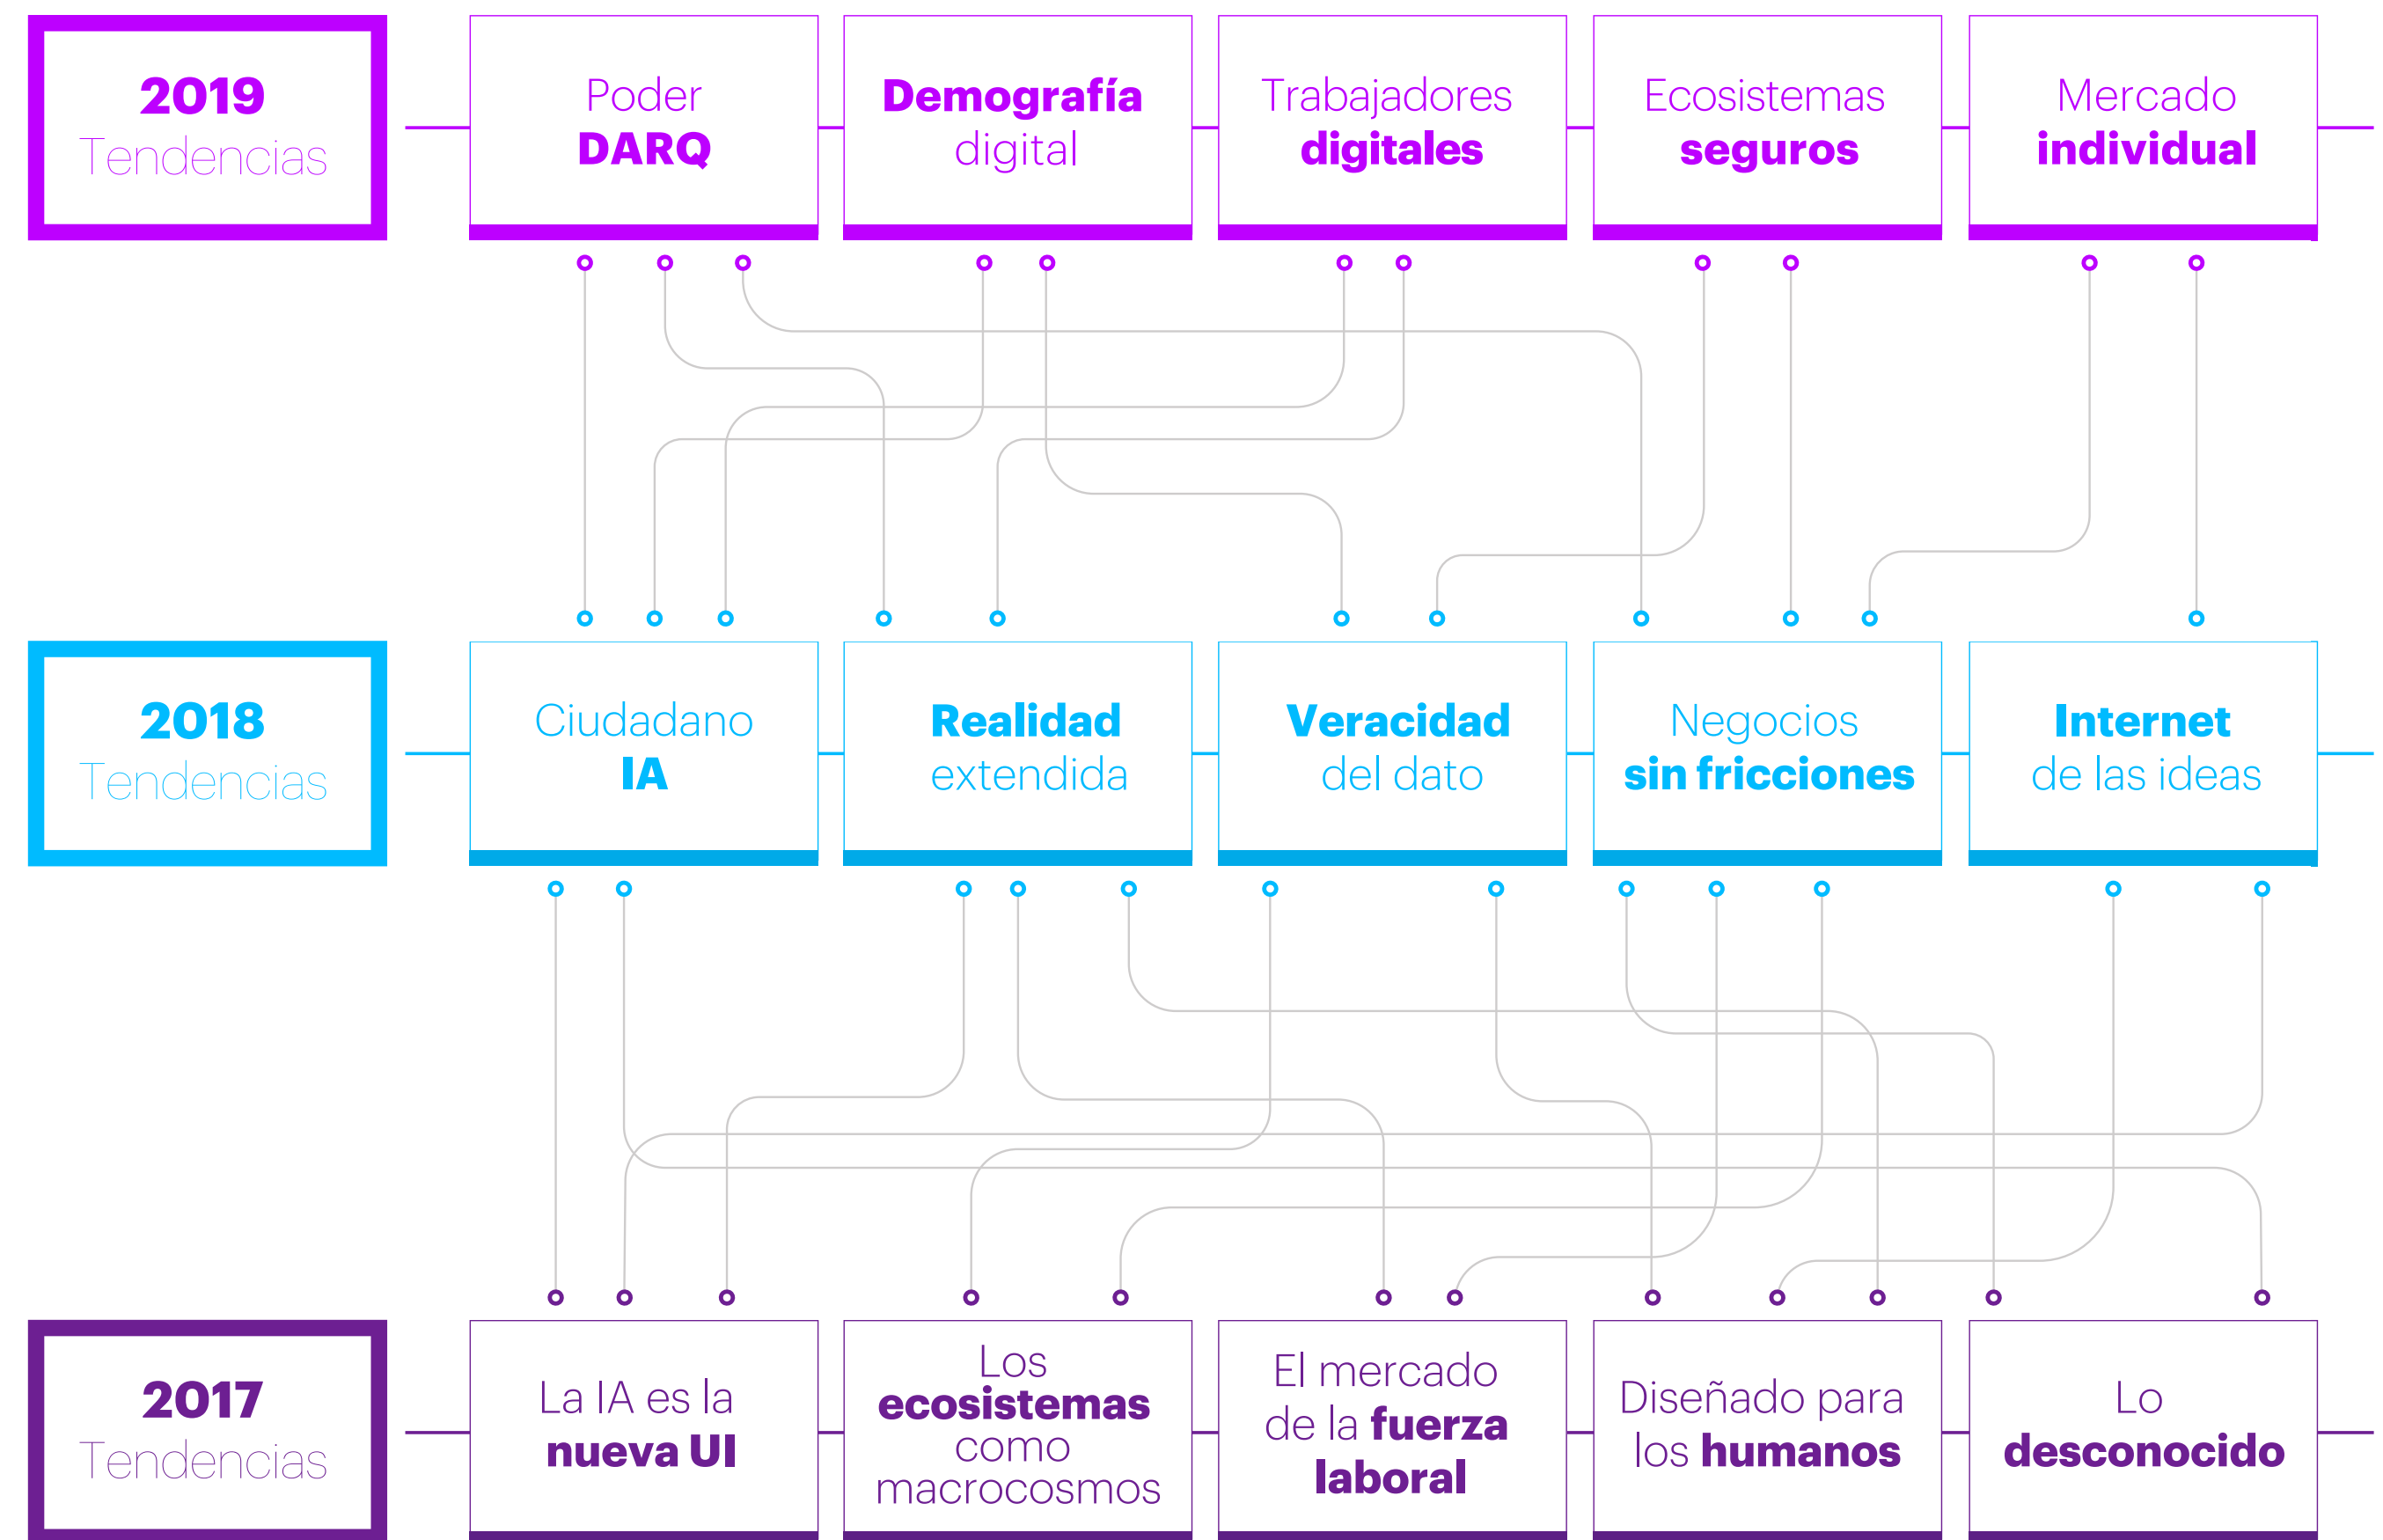 2019
Tendencias
Poder
DARQ
Demografía
digital
Trabajadores
digitales
Ecosistemas
seguros
Mercado
individual
2018
Tendencias
Ciudadano
IA
Realidad
extendida
Veracidad
del dato
Negocios
sin fricciones
Internet
de las ideas
2017
Tendencias
La IA es la
nueva UI
Los
ecosistemas
como
macrocosmos
El mercado
de la fuerza
laboral
Diseñado para
los humanos
Lo
desconocido